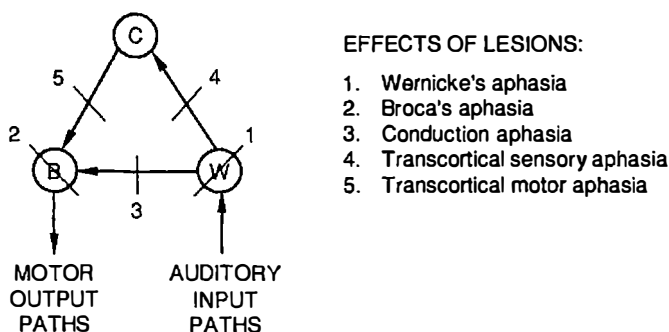 C
5
4
2
1
B
W
3
MOTOR
OUTPUT
PATHS
AUDITORY
INPUT
PATHS
EFFECTS OF LESIONS:
1. Wernicke's aphasia
2. Broca's aphasia
3. Conduction aphasia
4. Transcortical sensory aphasia
5. Transcortical motor aphasia